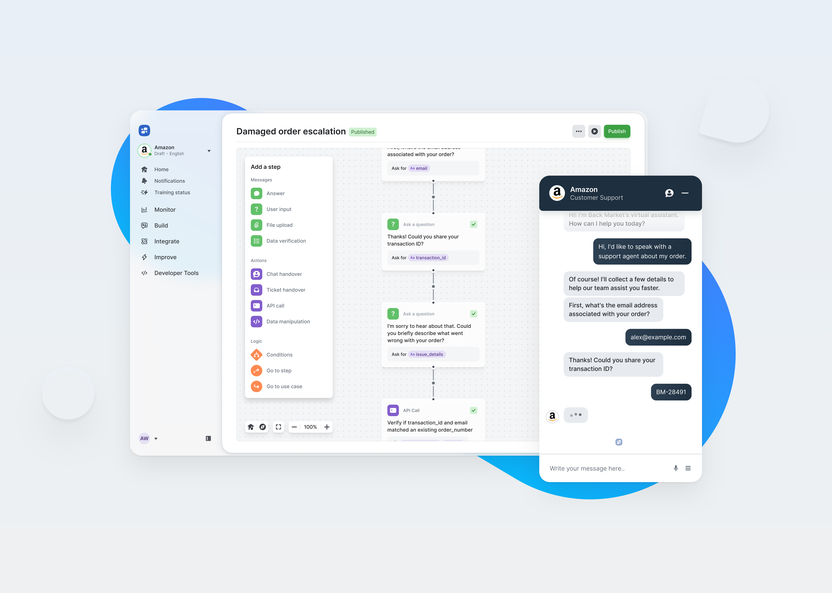 Amazon
Draft · English
Home
Notifications
Training status
Monitor
Build
Integrate
Improve
Developer Tools
AW
Damaged order escalation
Published
Publish
Add a step
Messages
Answer
User input
File upload
Data verification
Actions
Chat handover
Ticket handover
API call
Data manipulation
Logic
Conditions
Go to step
Go to use case
100%
associated with your order?
Ask for
email
Ask a question
Thanks! Could you share your
transaction ID?
Ask for
transaction_id
Ask a question
I'm sorry to hear about that. Could
you briefly describe what went
wrong with your order?
Ask for
issue_details
API Call
Verify if transaction_id and email
matched an existing order_number
Amazon
Customer Support
Hi! I'm Back Market's virtual assistant.
How can I help you today?
Hi, I'd like to speak with a
support agent about my order.
Of course! I'll collect a few details to
help our team assist you faster.
First, what's the email address
associated with your order?
alex@example.com
Thanks! Could you share your
transaction ID?
BM-28491
Write your message here..